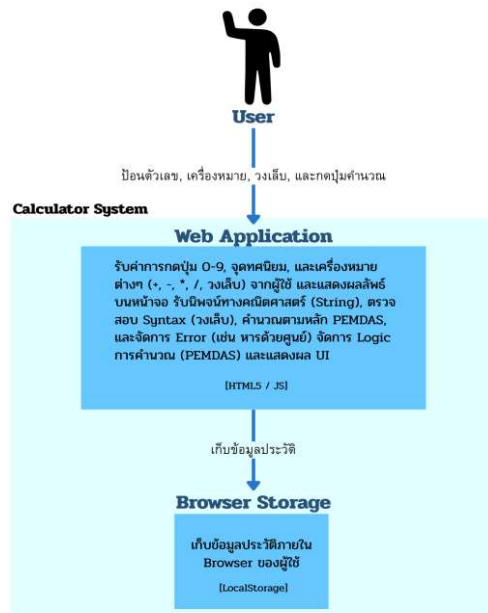 User
ป้อนตัวเลข, เครื่องหมาย, วงเล็บ, และกดปุ่มคำนวณ
Calculator System
Web Application
รับค่าการกดปุ่ม 0-9, จุดทศนิยม, และเครื่องหมาย
ต่างๆ (+, -, *, /, วงเล็บ) จากผู้ใช้ และแสดงผลลัพธ์
บนหน้าจอ รับนิพจน์ทางคณิตศาสตร์ (String), ตรวจ
สอบ Syntax (วงเล็บ), คำนวณตามหลัก PEMDAS,
และจัดการ Error (เช่น หารด้วยศูนย์) จัดการ Logic
การคำนวณ (PEMDAS) และแสดงผล UI
[HTML5 / JS]
เก็บข้อมูลประวัติ
Browser Storage
เก็บข้อมูลประวัติภายใน
Browser ของผู้ใช้
[LocalStorage]